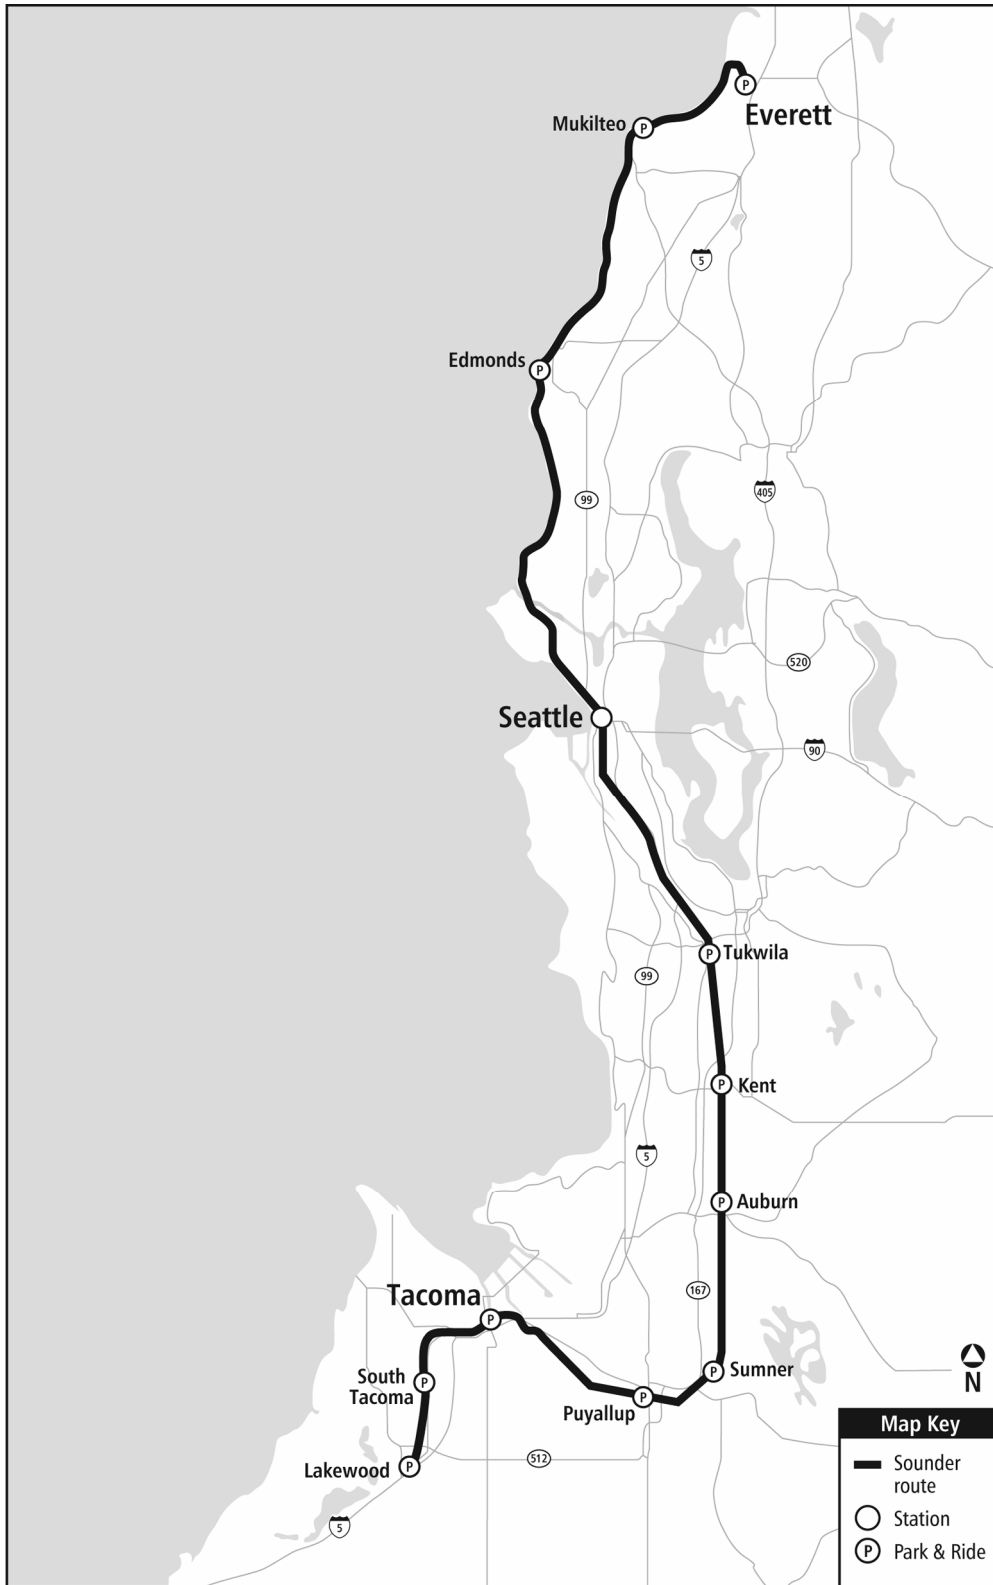 P
Everett
Mukilteo
P
5
Edmonds
P
99
405
520
Seattle
90
P
Tukwila
99
P
Kent
5
P
Auburn
167
Tacoma
P
P
Sumner
N
South
Tacoma
P
P
Puyallup
Lakewood
P
512
5
Map Key
Sounder
route
Station
P
Park & Ride